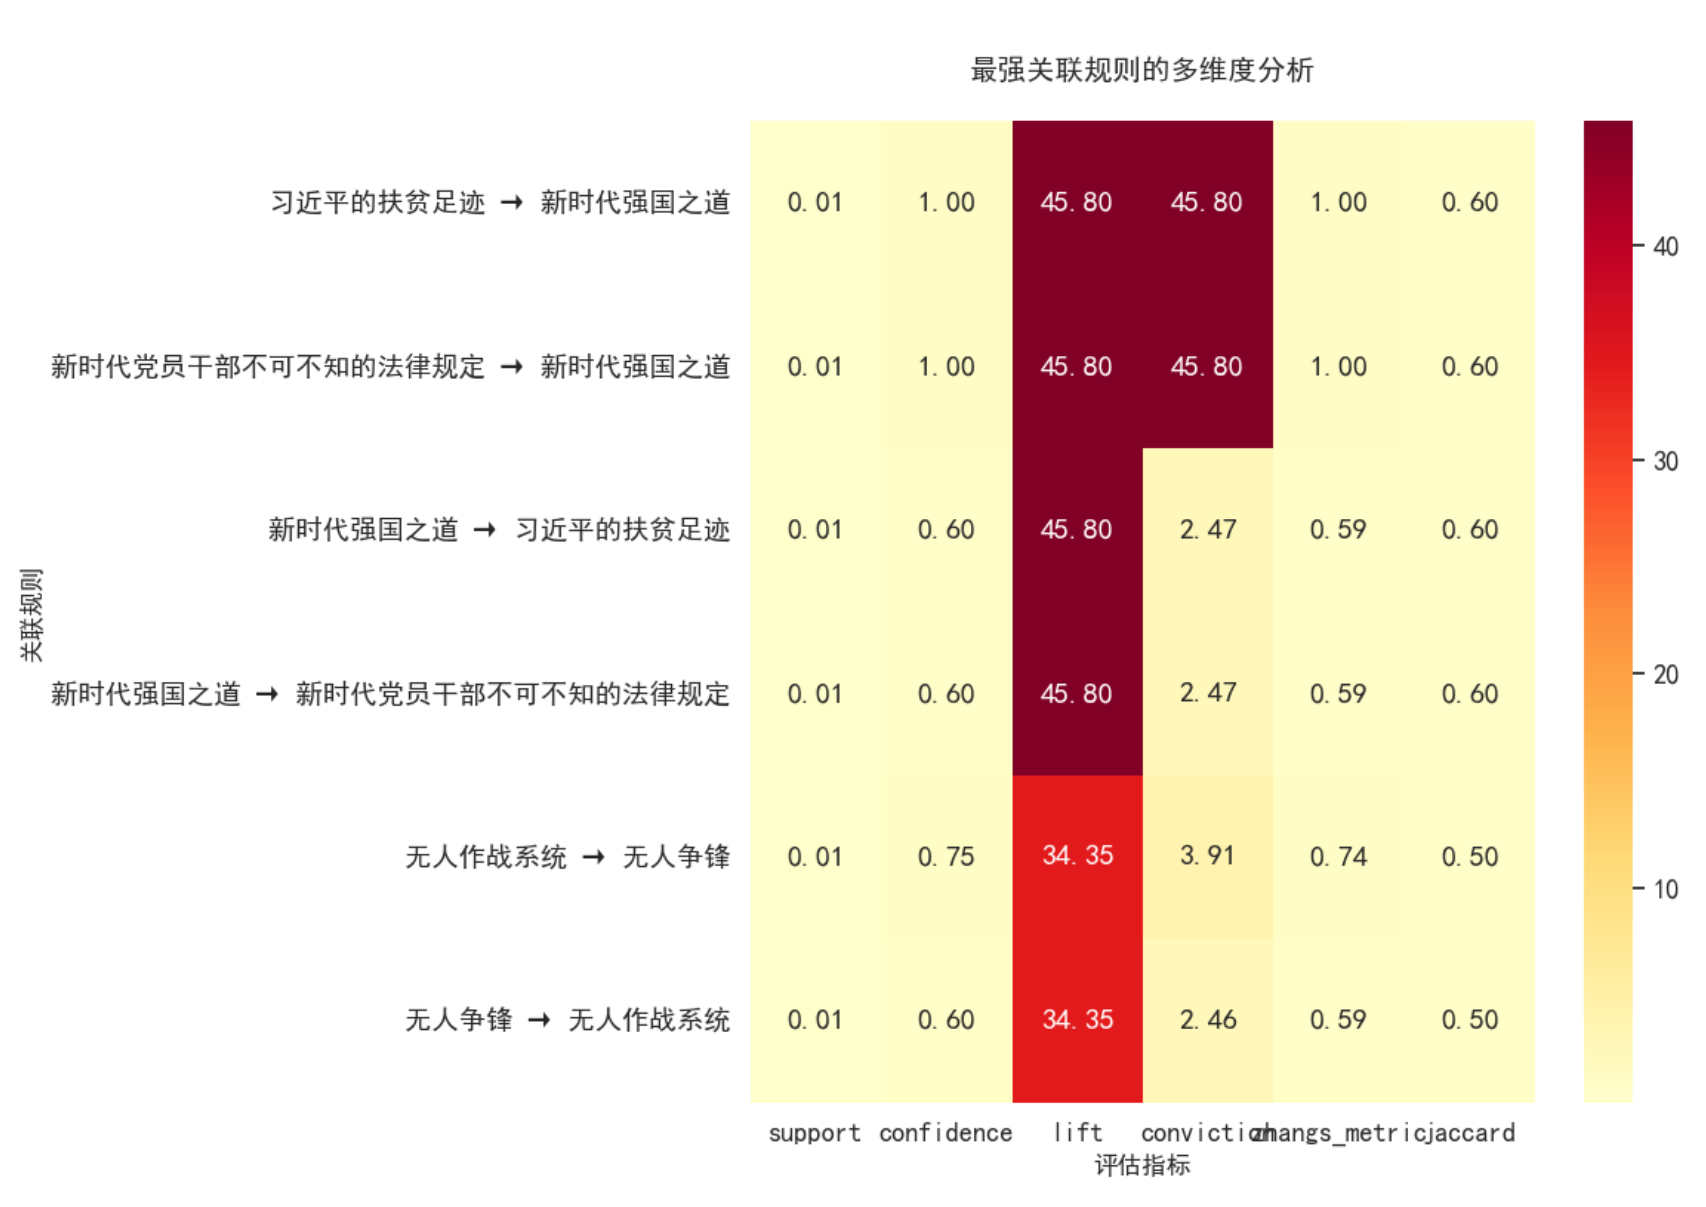 最强关联规则的多维度分析
习近平的扶贫足迹 → 新时代强国之道 0.01 1.00 45.80 45.80 1.00 0.60
新时代党员干部不可不知的法律规定 → 新时代强国之道 0.01 1.00 45.80 45.80 1.00 0.60
新时代强国之道 → 习近平的扶贫足迹 0.01 0.60 45.80 2.47 0.59 0.60
新时代强国之道 → 新时代党员干部不可不知的法律规定 0.01 0.60 45.80 2.47 0.59 0.60
无人作战系统 → 无人争锋 0.01 0.75 34.35 3.91 0.74 0.50
无人争锋 → 无人作战系统 0.01 0.60 34.35 2.46 0.59 0.50
关联规则
support confidence lift conviction zhangs_metric jaccard
评估指标
40
30
20
10